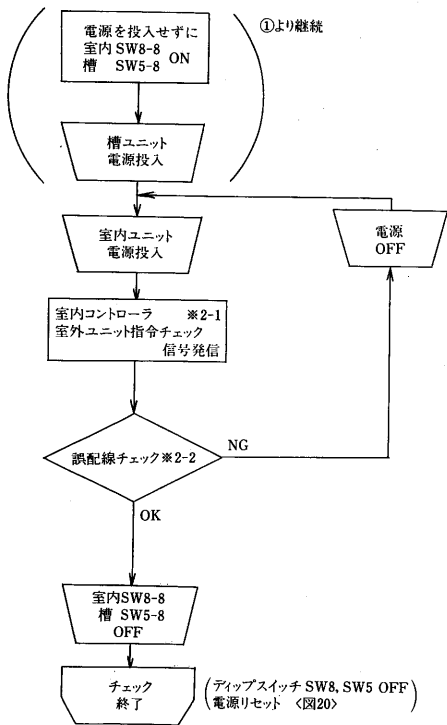 電源を投入せずに
室内 SW8-8
槽 SW5-8 ON
①より継続
槽ユニット
電源投入
室内ユニット
電源投入
電源
OFF
室内コントローラ ※2-1
室外ユニット指令チェック
信号発信
誤配線チェック※2-2
NG
OK
室内SW8-8
槽 SW5-8
OFF
チェック
終了
(ディップスイッチ SW8, SW5 OFF
電源リセット 〈図20〉)